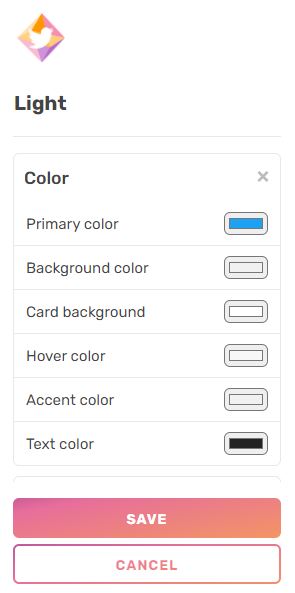 Light
Color
Primary color
Background color
Card background
Hover color
Accent color
Text color
SAVE
CANCEL